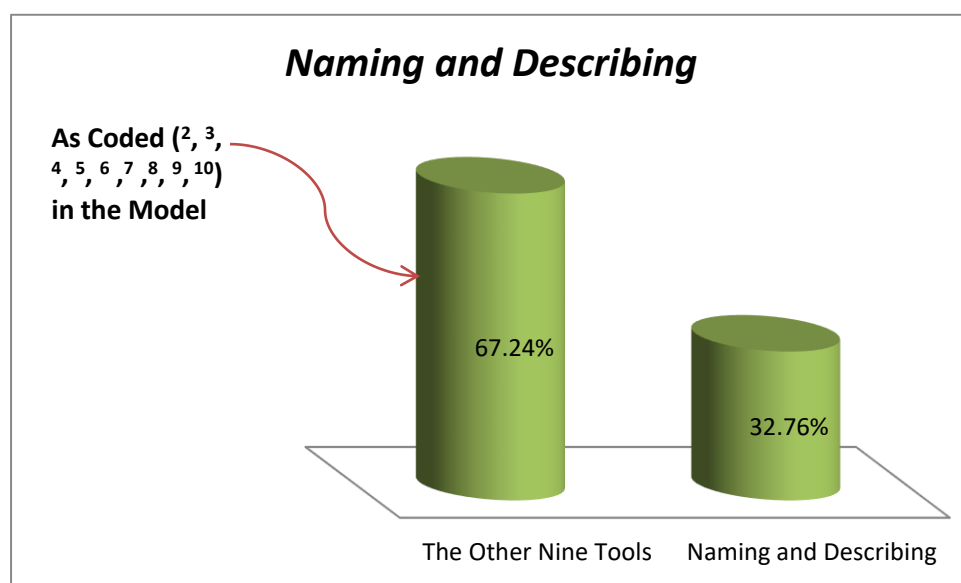 Naming and Describing
As Coded (², ³,
⁴, ⁵, ⁶ ,⁷ ,⁸, ⁹, ¹⁰)
in the Model
67.24%
32.76%
The Other Nine Tools
Naming and Describing